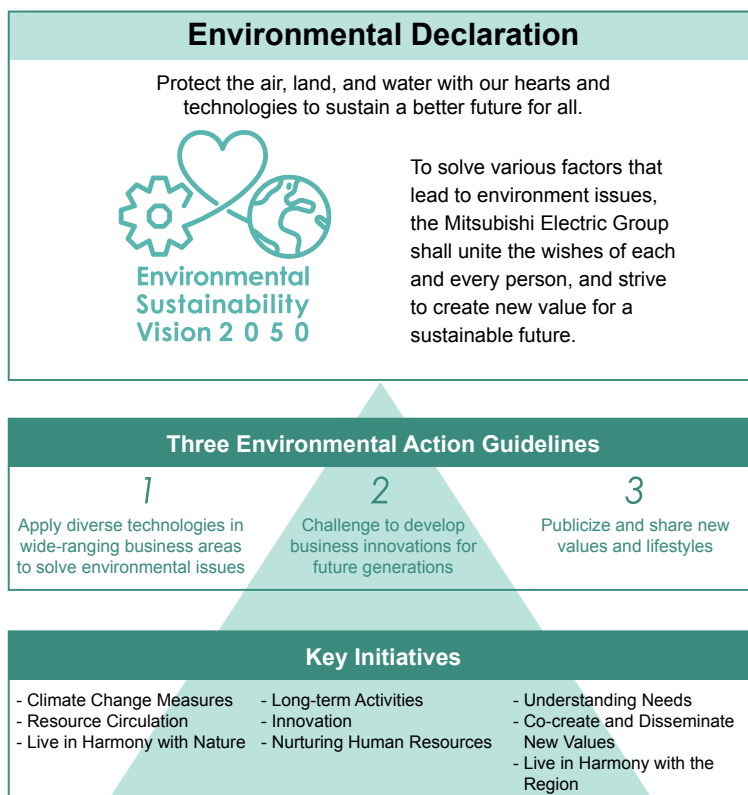 Environmental Declaration
Protect the air, land, and water with our hearts and
technologies to sustain a better future for all.
Environmental
Sustainability
Vision 2050
To solve various factors that
lead to environment issues,
the Mitsubishi Electric Group
shall unite the wishes of each
and every person, and strive
to create new value for a
sustainable future.
Three Environmental Action Guidelines
1
Apply diverse technologies in
wide-ranging business areas
to solve environmental issues
2
Challenge to develop
business innovations for
future generations
3
Publicize and share new
values and lifestyles
Key Initiatives
- Climate Change Measures
- Resource Circulation
- Live in Harmony with Nature
- Long-term Activities
- Innovation
- Nurturing Human Resources
- Understanding Needs
- Co-create and Disseminate
New Values
- Live in Harmony with the
Region